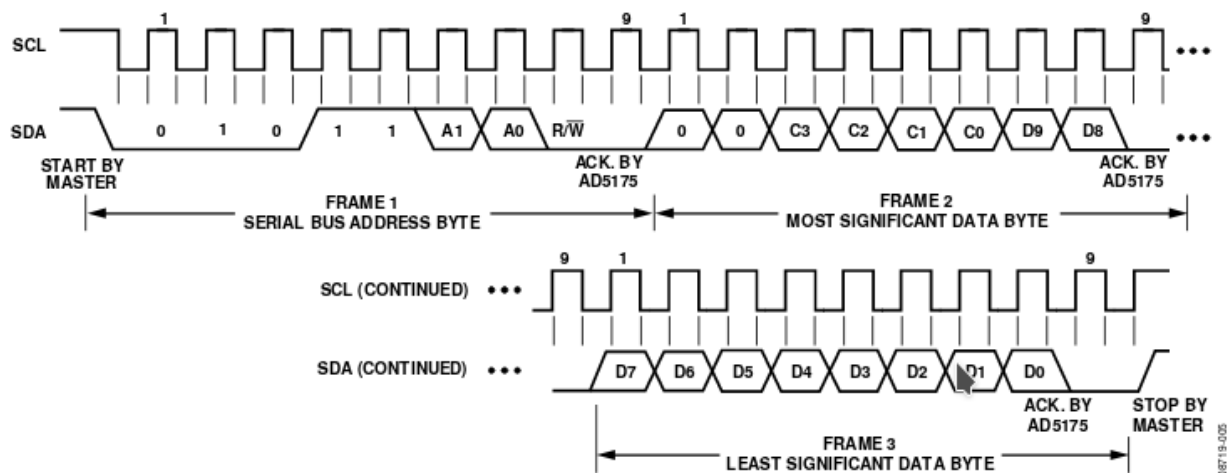 1 9 1 9
SCL
SDA 0 1 0 1 1 A1 A0 R/W 0 0 C3 C2 C1 C0 D9 D8
START BY MASTER
ACK. BY AD5175
ACK. BY AD5175
FRAME 1
SERIAL BUS ADDRESS BYTE
FRAME 2
MOST SIGNIFICANT DATA BYTE
9 1 9
SCL (CONTINUED)
SDA (CONTINUED) D7 D6 D5 D4 D3 D2 D1 D0
ACK. BY AD5175
STOP BY MASTER
FRAME 3
LEAST SIGNIFICANT DATA BYTE
08719-005